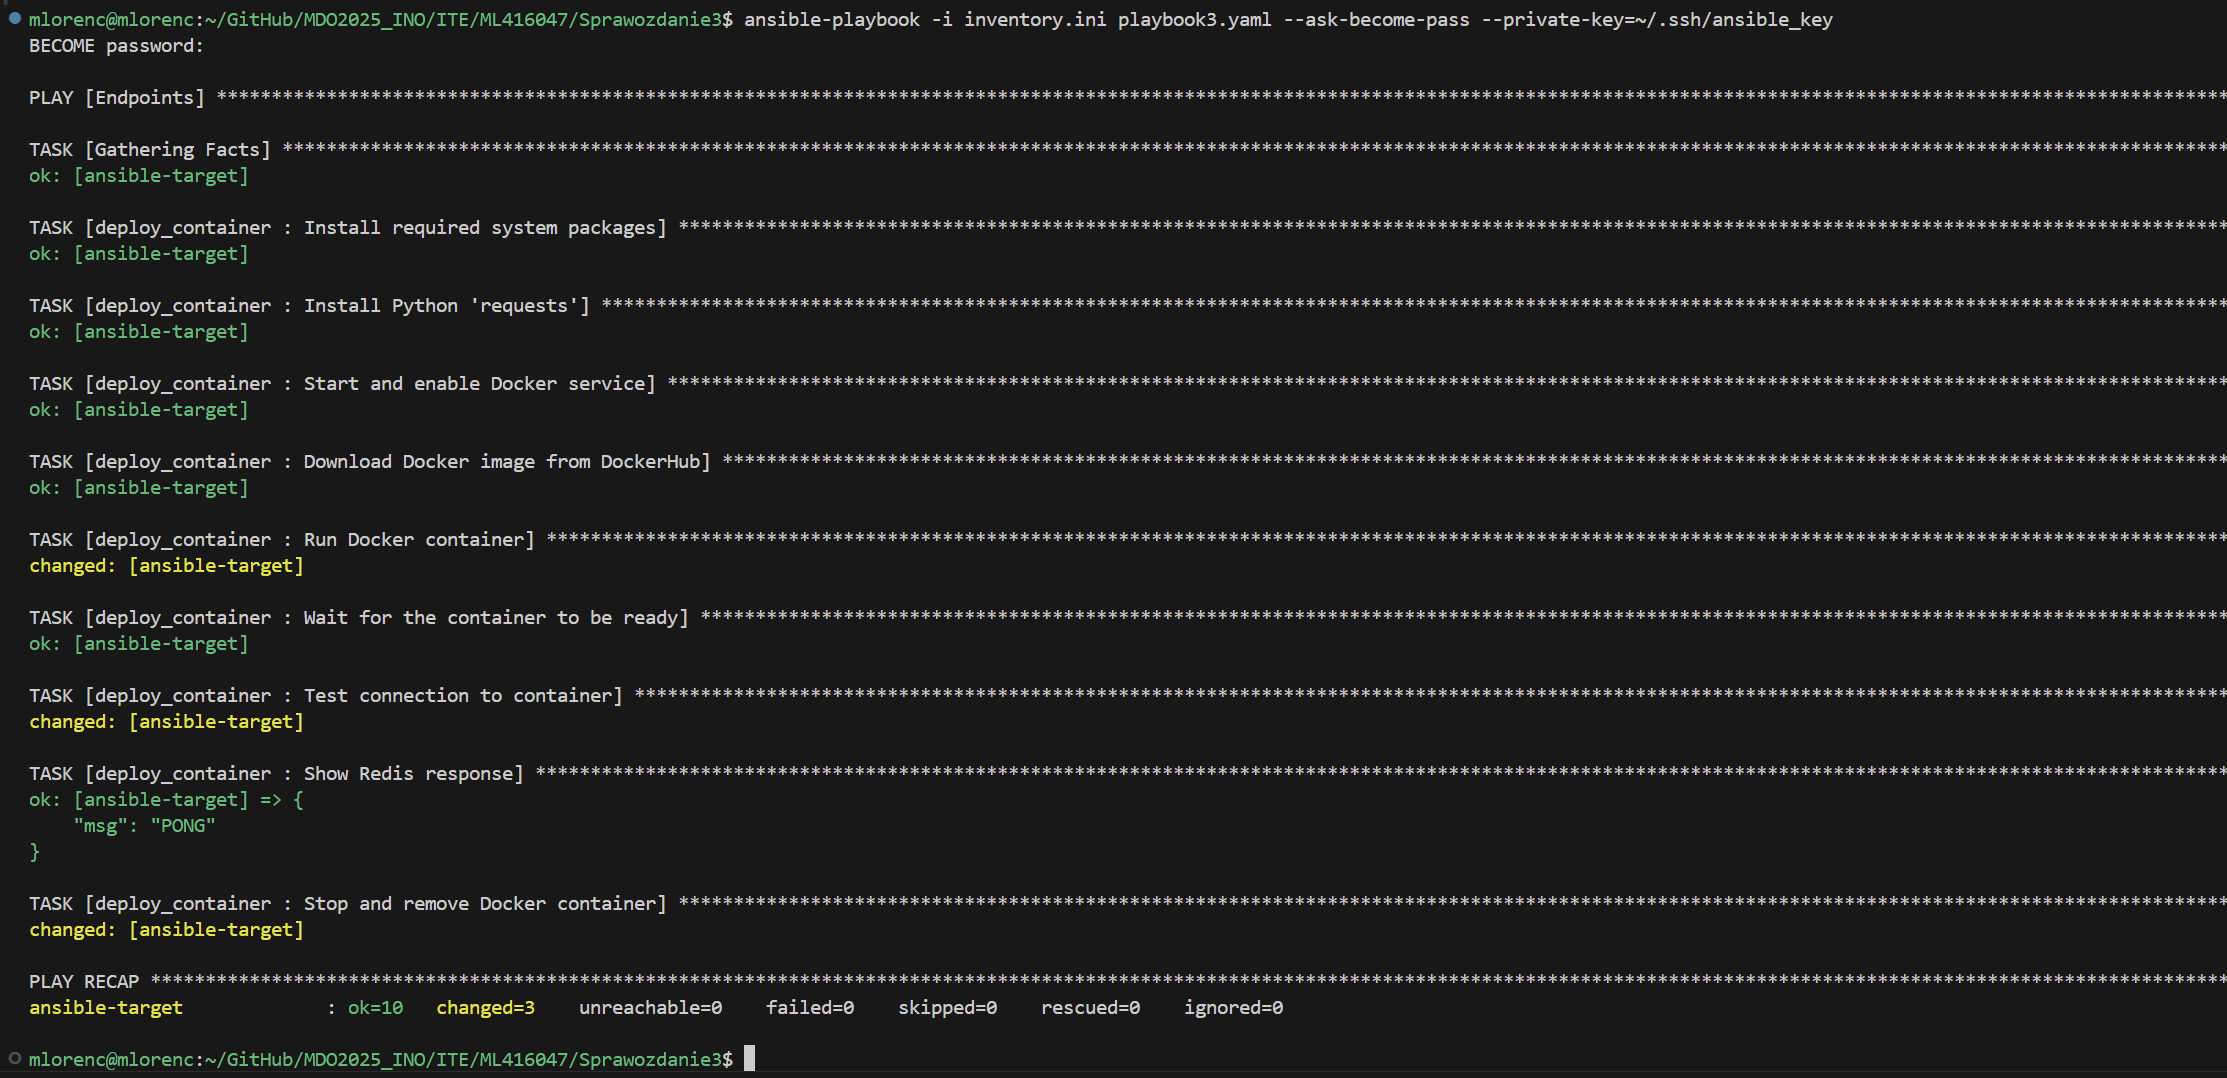 mlorenc@mlorenc:~/GitHub/MDO2025_INO/ITE/ML416047/Sprawozdanie3$ ansible-playbook -i inventory.ini playbook3.yaml --ask-become-pass --private-key=~/.ssh/ansible_key
BECOME password:
PLAY [Endpoints] ****************************************************************************************************************************************************************************************
TASK [Gathering Facts] **********************************************************************************************************************************************************************************
ok: [ansible-target]
TASK [deploy_container : Install required system packages] **********************************************************************************************************************************************
ok: [ansible-target]
TASK [deploy_container : Install Python 'requests'] *****************************************************************************************************************************************************
ok: [ansible-target]
TASK [deploy_container : Start and enable Docker service] ***********************************************************************************************************************************************
ok: [ansible-target]
TASK [deploy_container : Download Docker image from DockerHub] ******************************************************************************************************************************************
ok: [ansible-target]
TASK [deploy_container : Run Docker container] **********************************************************************************************************************************************************
changed: [ansible-target]
TASK [deploy_container : Wait for the container to be ready] ********************************************************************************************************************************************
ok: [ansible-target]
TASK [deploy_container : Test connection to container] **************************************************************************************************************************************************
changed: [ansible-target]
TASK [deploy_container : Show Redis response] ***********************************************************************************************************************************************************
ok: [ansible-target] => {
    "msg": "PONG"
}
TASK [deploy_container : Stop and remove Docker container] **********************************************************************************************************************************************
changed: [ansible-target]
PLAY RECAP **********************************************************************************************************************************************************************************************
ansible-target             : ok=10   changed=3    unreachable=0    failed=0    skipped=0    rescued=0    ignored=0
mlorenc@mlorenc:~/GitHub/MDO2025_INO/ITE/ML416047/Sprawozdanie3$